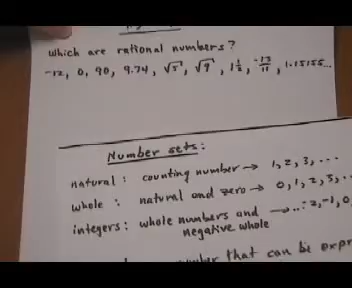 which are rational numbers?
-12, 0, 90, 9.74, √5, √9, 1½, -13/11, 1.15155...
Number sets:
natural: counting number → 1, 2, 3, ...
whole: natural and zero → 0, 1, 2, 3, ..
integers: whole numbers and → ..-2, -1, 0
negative whole
number that can be expr